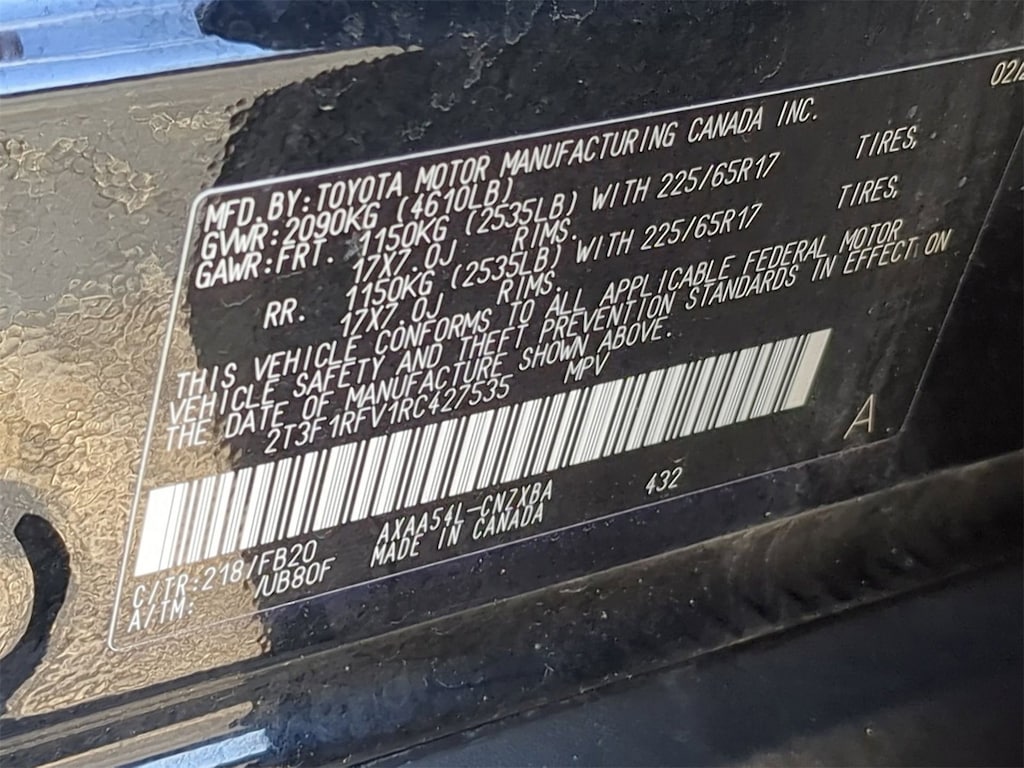 02/2
MFD. BY: TOYOTA MOTOR MANUFACTURING CANADA INC.
GVWR: 2090KG (4610LB)
GAWR: FRT. 1150KG (2535LB) WITH 225/65R17 TIRES,
17X7.0J RIMS.
RR. 1150KG (2535LB) WITH 225/65R17 TIRES,
17X7.0J RIMS.
THIS VEHICLE CONFORMS TO ALL APPLICABLE FEDERAL MOTOR
VEHICLE SAFETY AND THEFT PREVENTION STANDARDS IN EFFECT ON
THE DATE OF MANUFACTURE SHOWN ABOVE.
2T3F1RFV1RC427535 MPV
A
C/TR: 218/FB20 AXAA54L-CNZXBA 432
A/TM: /UB80F MADE IN CANADA